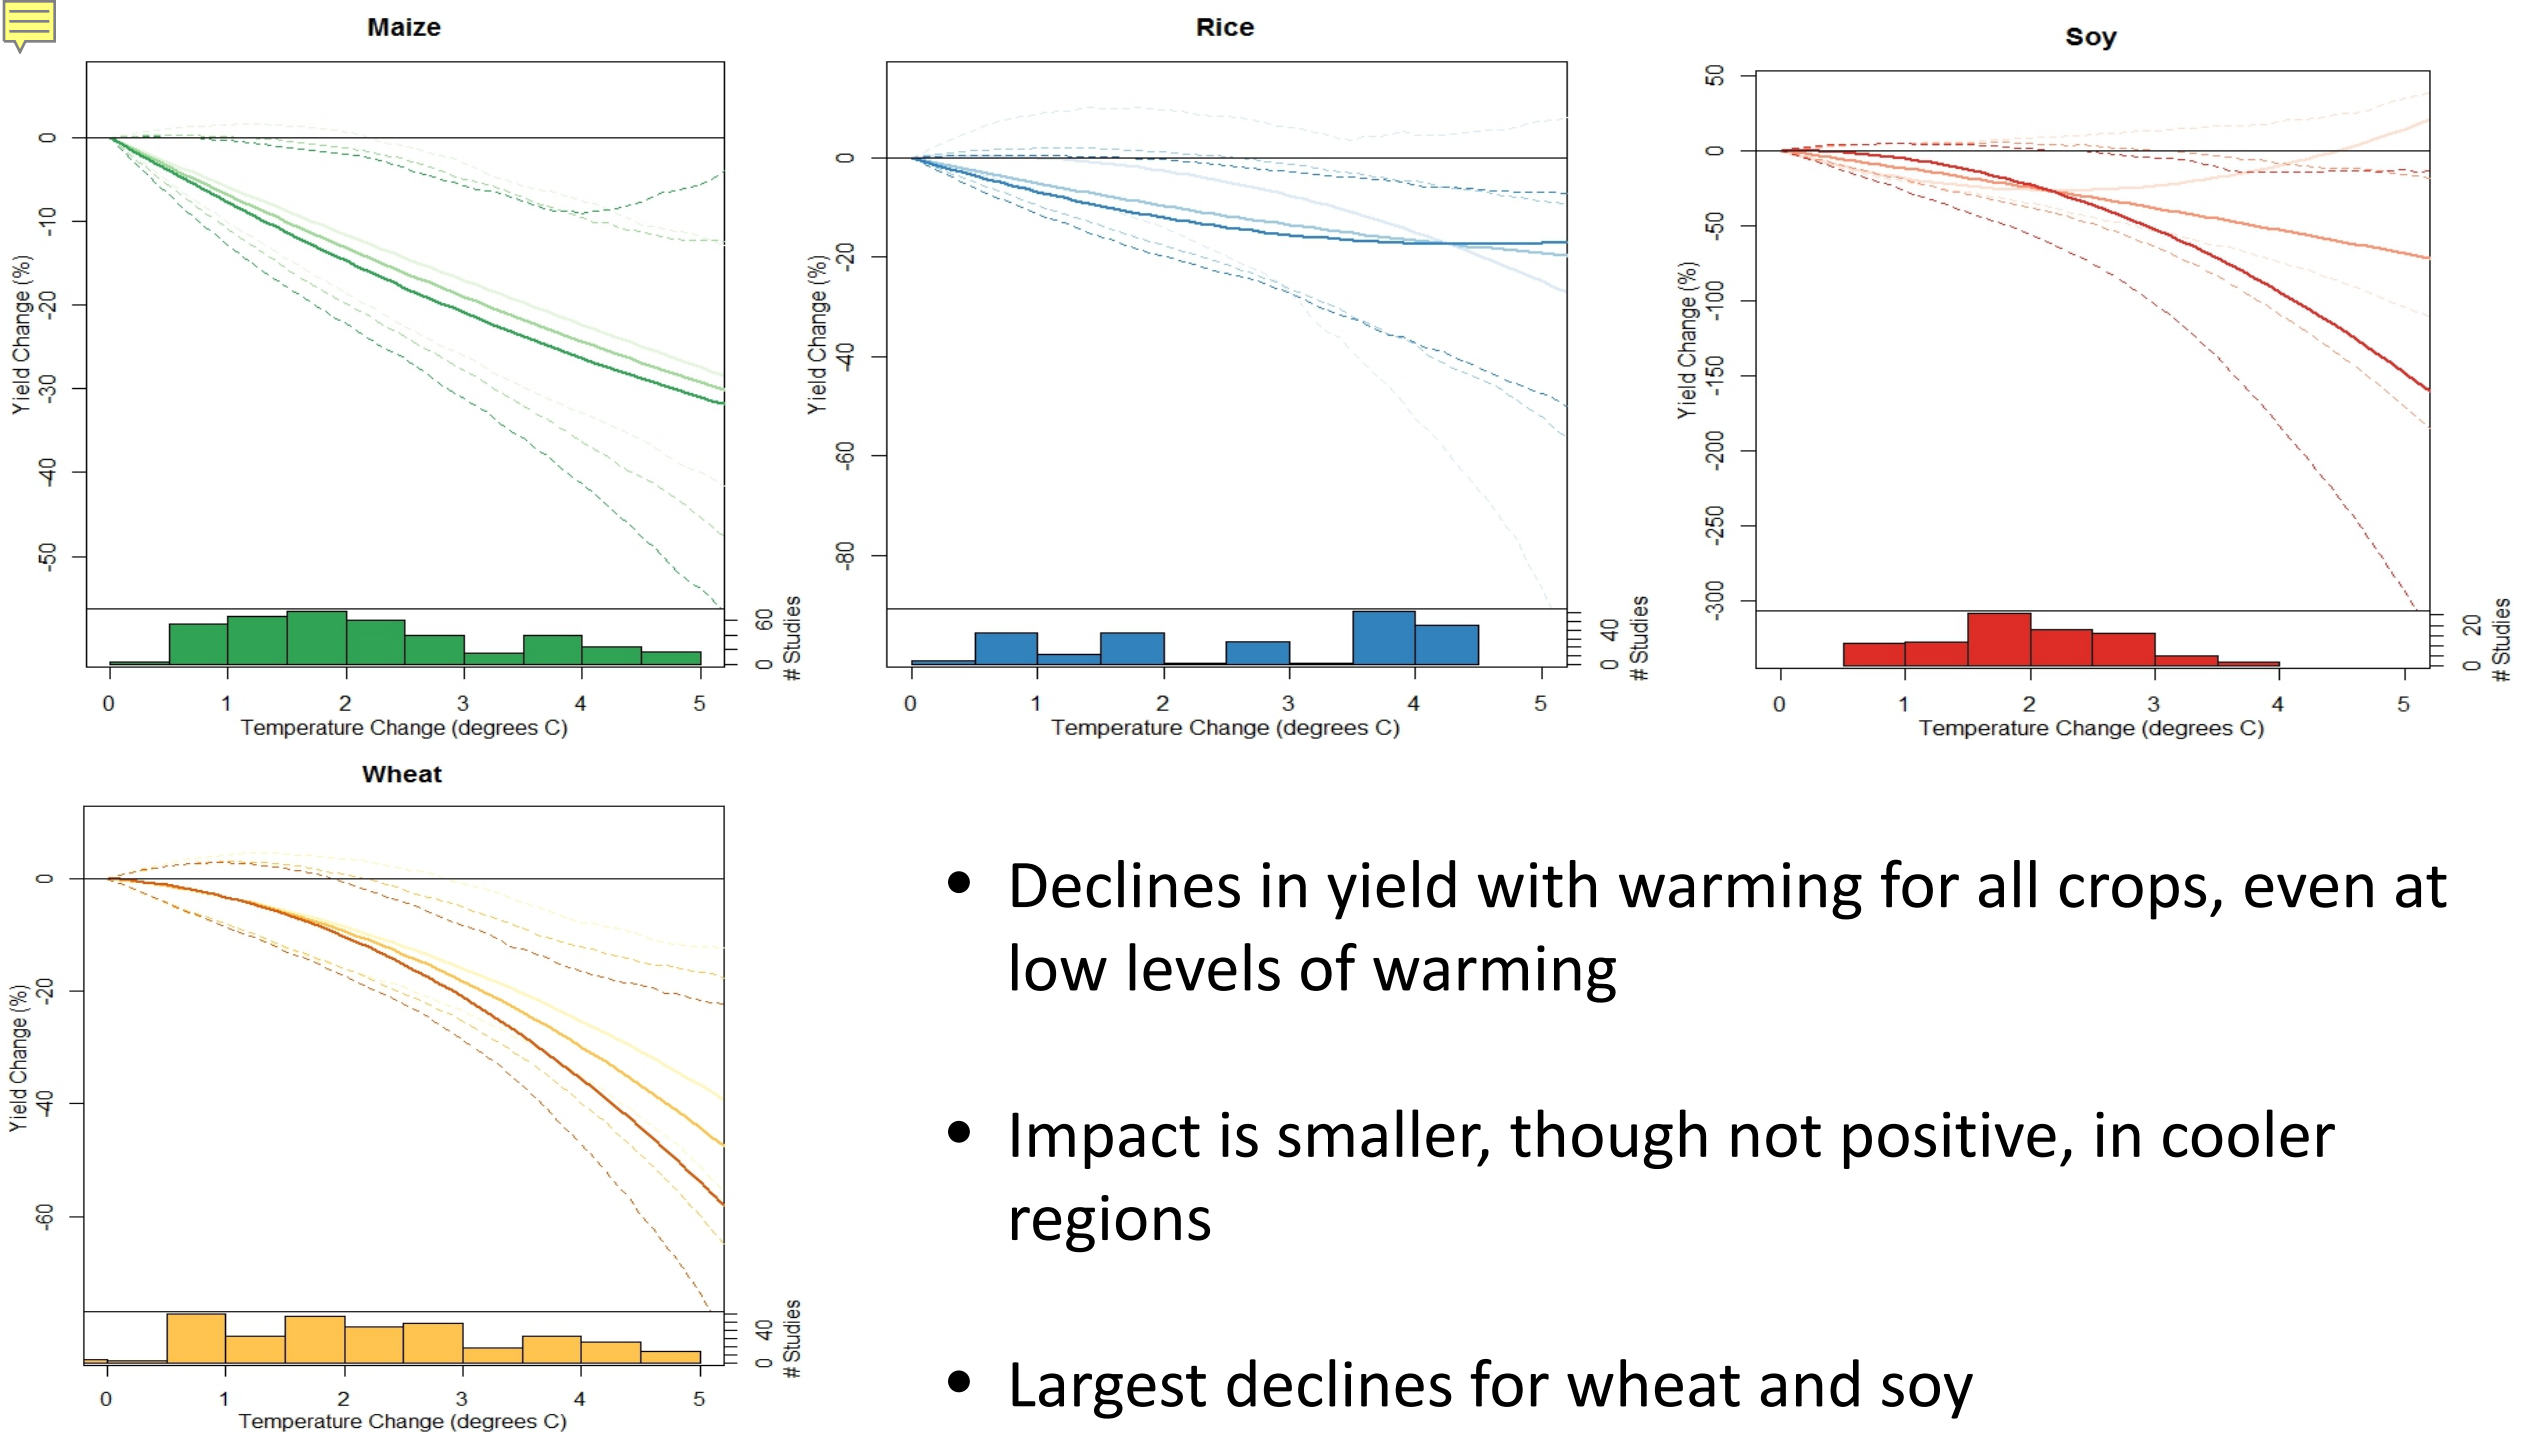 Maize
0
-10
-20
-30
-40
-50
Yield Change (%)
0 60
# Studies
0 1 2 3 4 5
Temperature Change (degrees C)
Rice
0
-20
-40
-60
-80
Yield Change (%)
0 40
# Studies
0 1 2 3 4 5
Temperature Change (degrees C)
Soy
50
0
-50
-100
-150
-200
-250
-300
Yield Change (%)
0 20
# Studies
0 1 2 3 4 5
Temperature Change (degrees C)
Wheat
0
-20
-40
-60
Yield Change (%)
0 40
# Studies
0 1 2 3 4 5
Temperature Change (degrees C)
• Declines in yield with warming for all crops, even at
low levels of warming
• Impact is smaller, though not positive, in cooler
regions
• Largest declines for wheat and soy